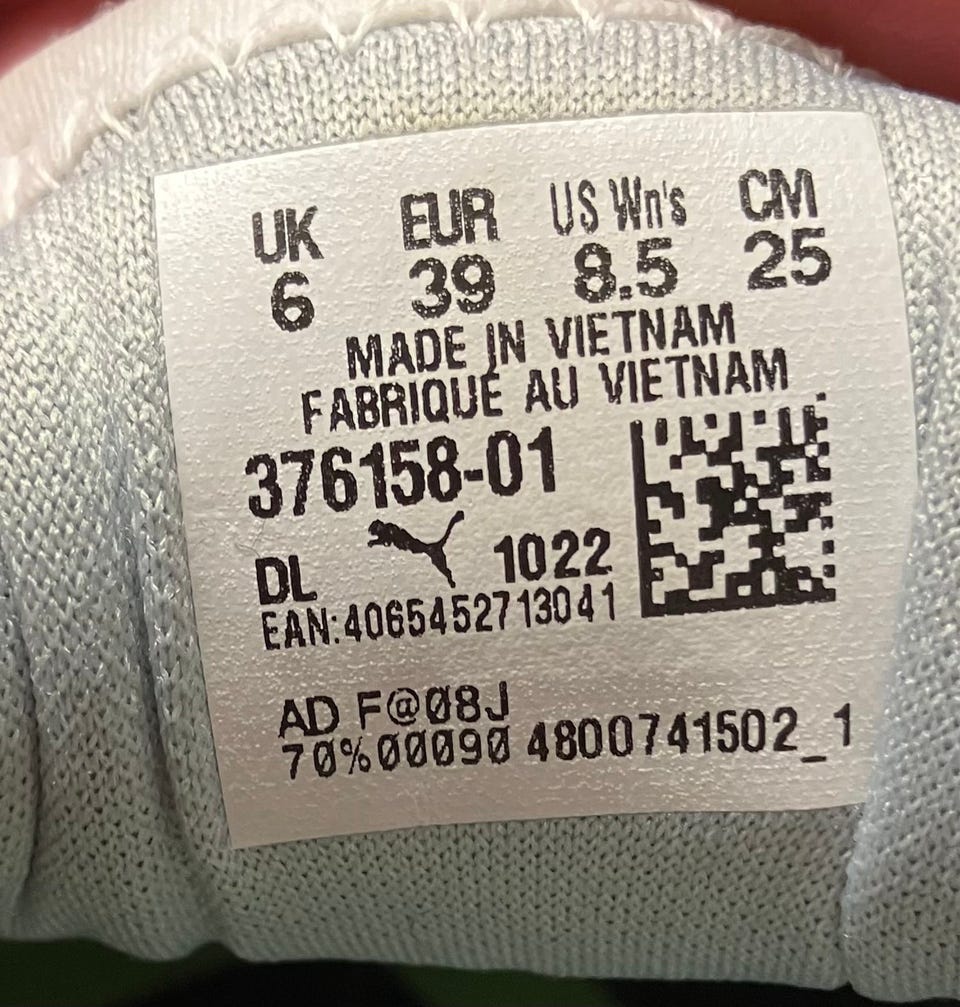 UK EUR US Wn's CM
6 39 8.5 25
MADE IN VIETNAM
FABRIQUÉ AU VIETNAM
376158-01
DL 1022
EAN:4065452713041
AD F@08J
70%00090 4800741502_1